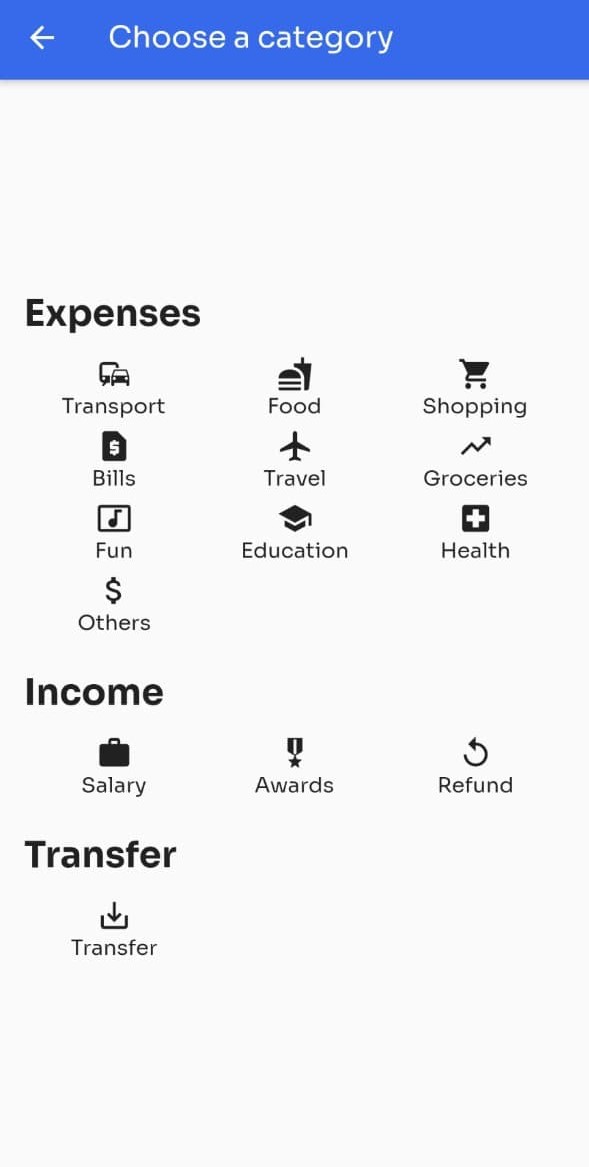 Choose a category
Expenses
Transport Food Shopping
Bills Travel Groceries
Fun Education Health
Others
Income
Salary Awards Refund
Transfer
Transfer